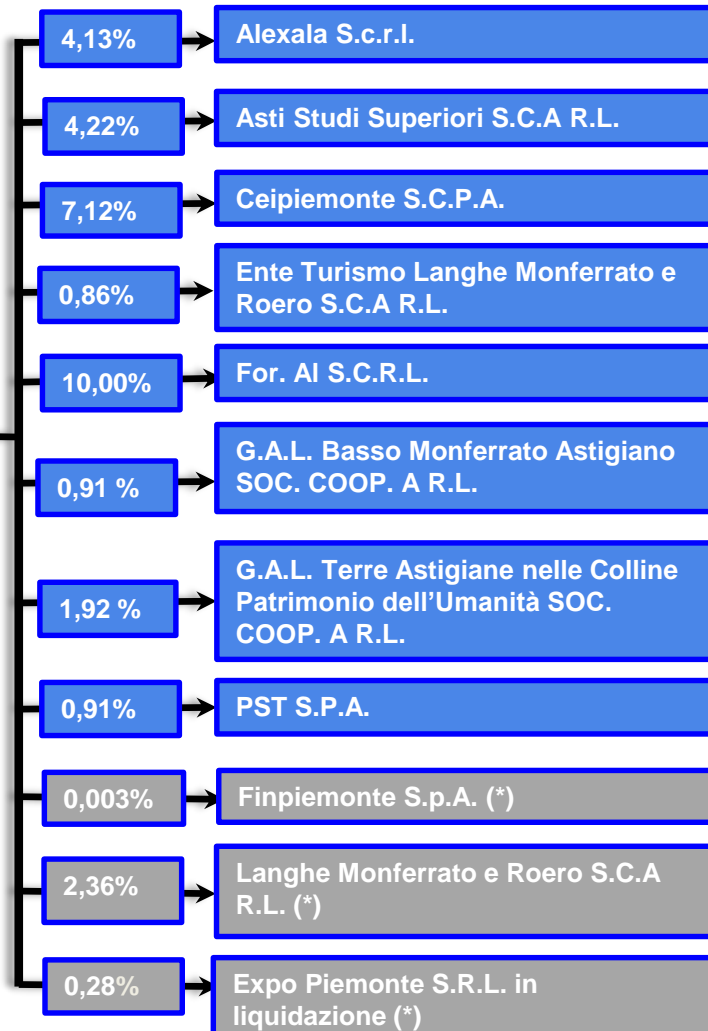 4,13%
Alexala S.c.r.l.
4,22%
Asti Studi Superiori S.C.A R.L.
7,12%
Ceipiemonte S.C.P.A.
0,86%
Ente Turismo Langhe Monferrato e
Roero S.C.A R.L.
10,00%
For. Al S.C.R.L.
0,91 %
G.A.L. Basso Monferrato Astigiano
SOC. COOP. A R.L.
1,92 %
G.A.L. Terre Astigiane nelle Colline
Patrimonio dell’Umanità SOC.
COOP. A R.L.
0,91%
PST S.P.A.
0,003%
Finpiemonte S.p.A. (*)
2,36%
Langhe Monferrato e Roero S.C.A
R.L. (*)
0,28%
Expo Piemonte S.R.L. in
liquidazione (*)